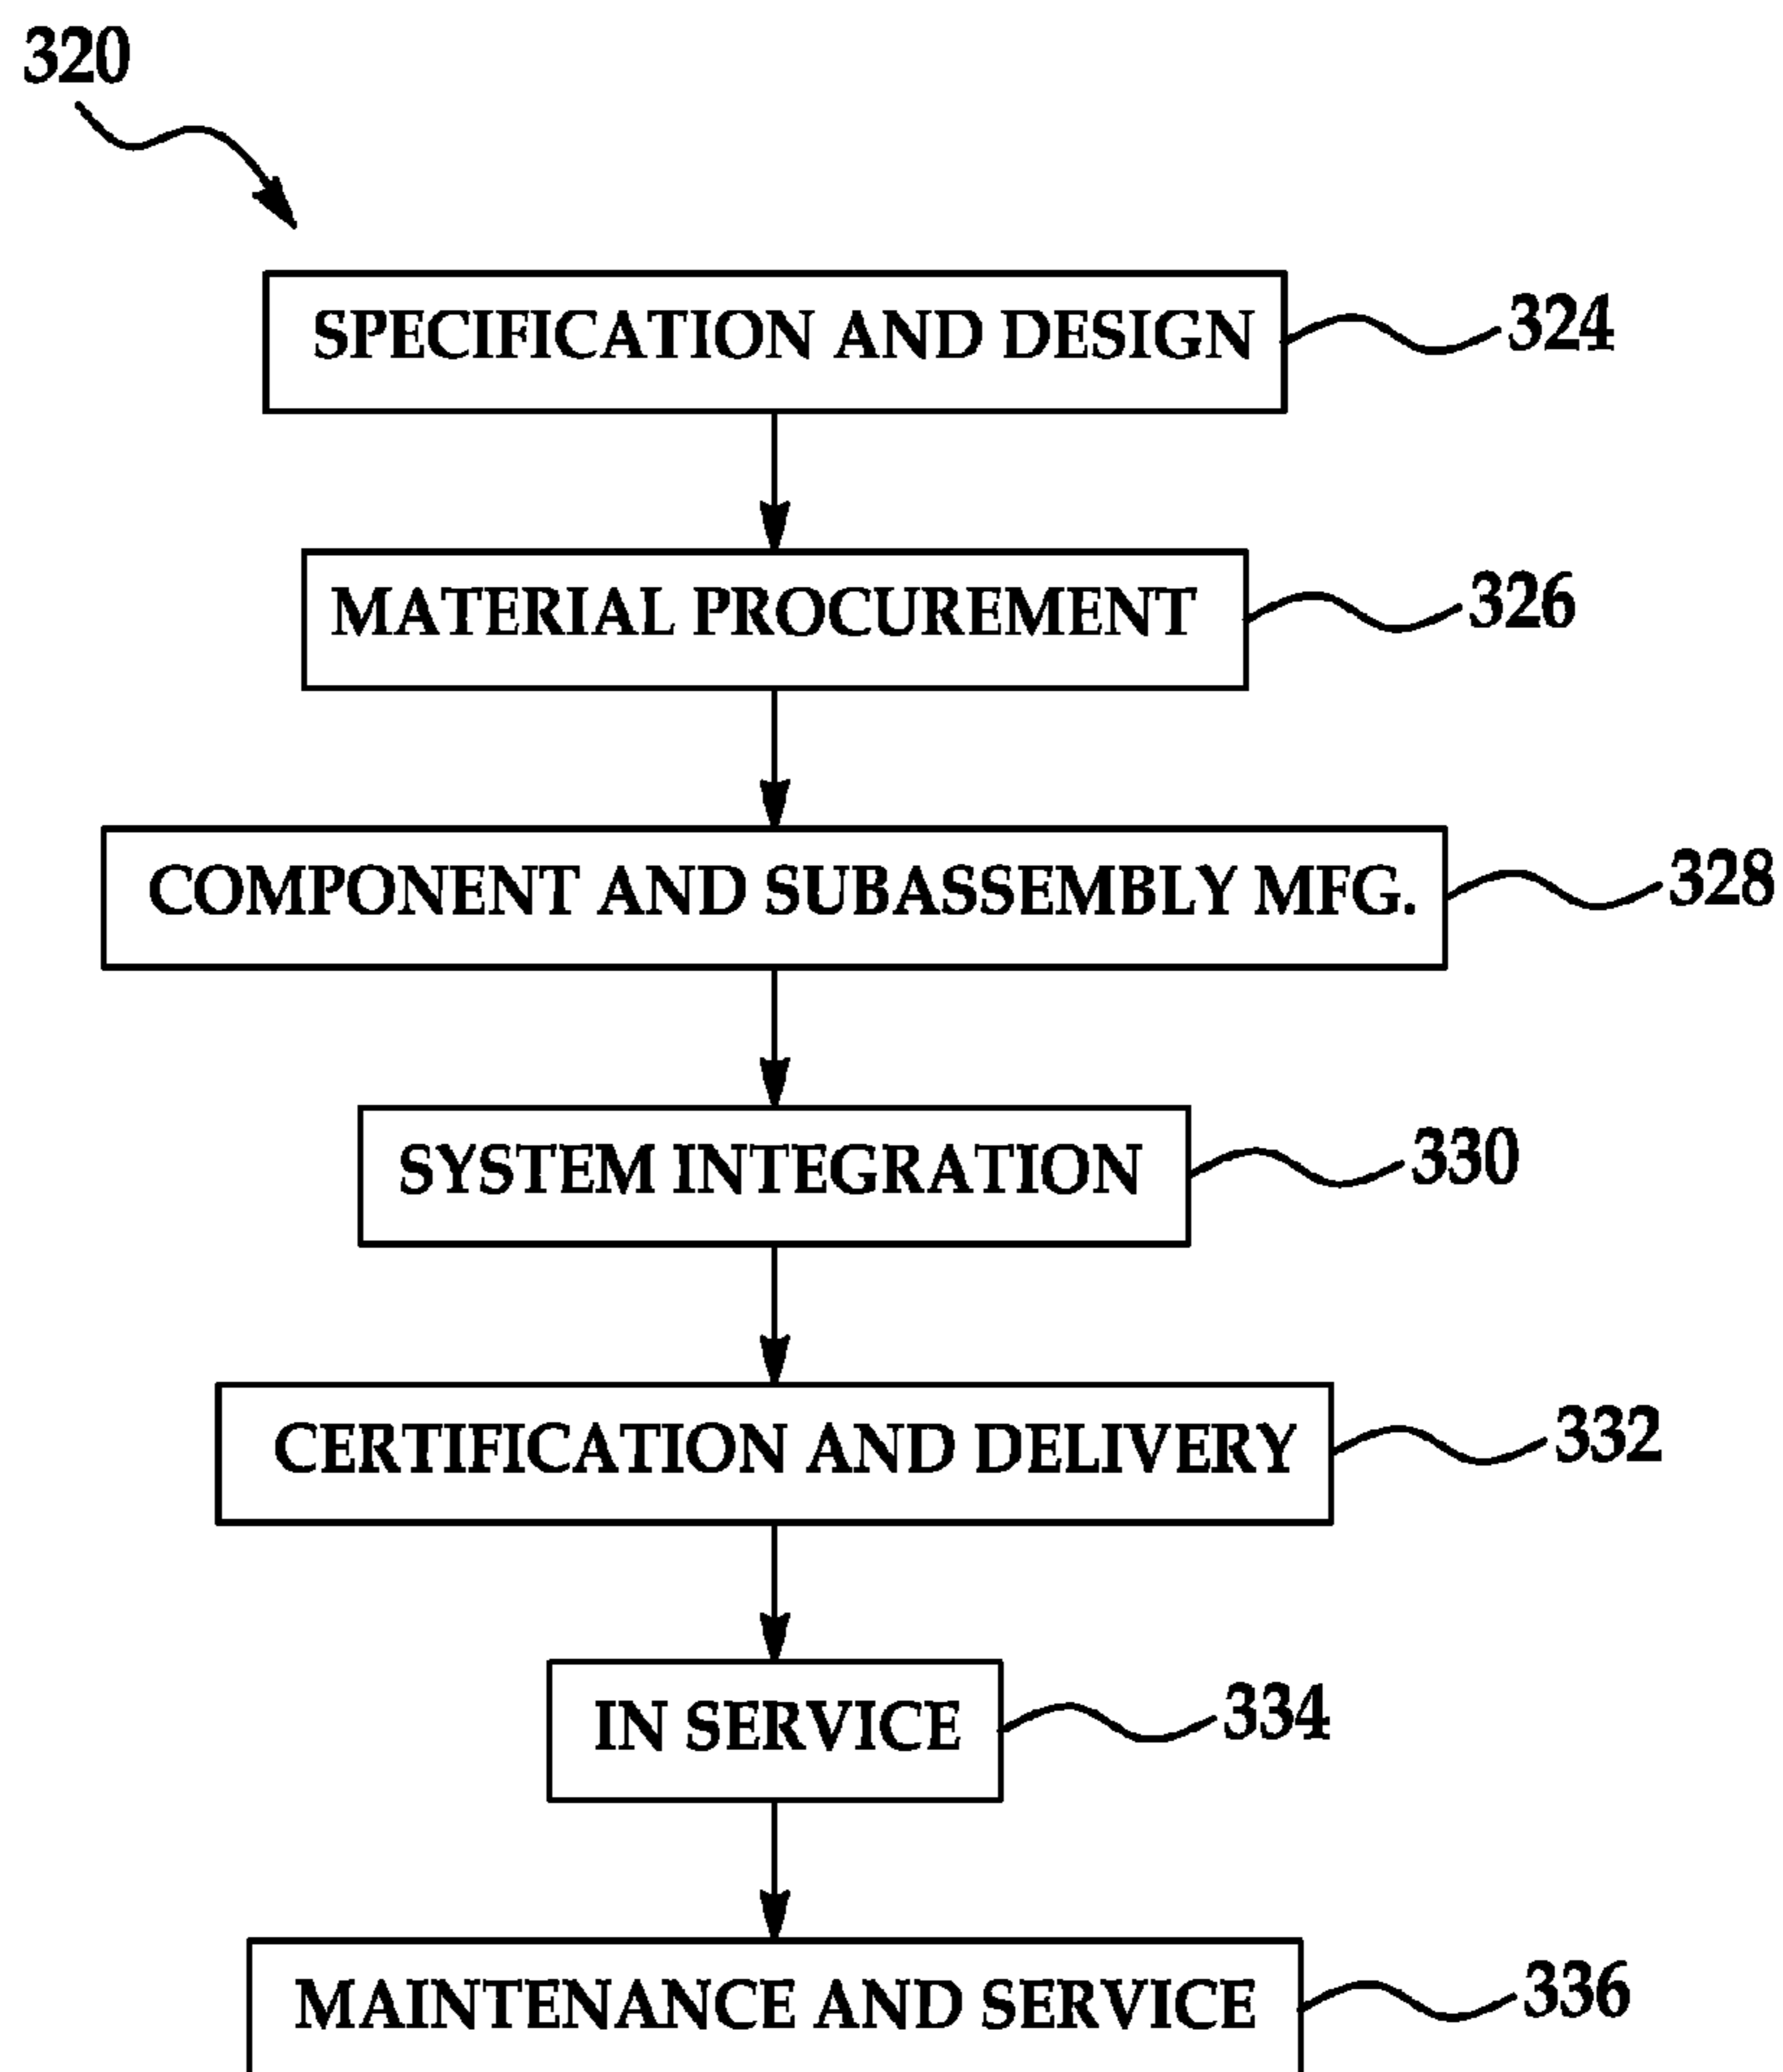 320
SPECIFICATION AND DESIGN 324
MATERIAL PROCUREMENT 326
COMPONENT AND SUBASSEMBLY MFG. 328
SYSTEM INTEGRATION 330
CERTIFICATION AND DELIVERY 332
IN SERVICE 334
MAINTENANCE AND SERVICE 336